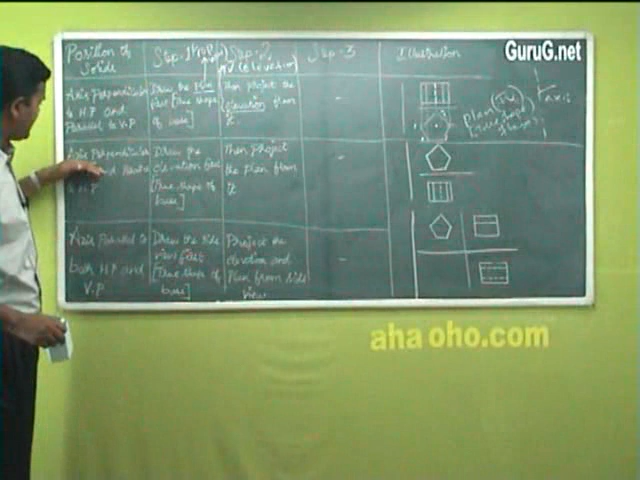 GuruG.net
Position of Solids
Step-1
Step-2
Step-3
Illustration
(Elevation)
Axis Perpendicular to H.P and Parallel to V.P
Draw the Plan first [True shape of base]
Then project the elevation from it
-
axis
Axis Perpendicular
Draw the elevation first [True shape of base]
Then Project the plan from it
-
Axis Parallel to both H.P and V.P
Draw the side view first [True shape of base]
Project the elevation and Plan from side view
-
aha oho.com